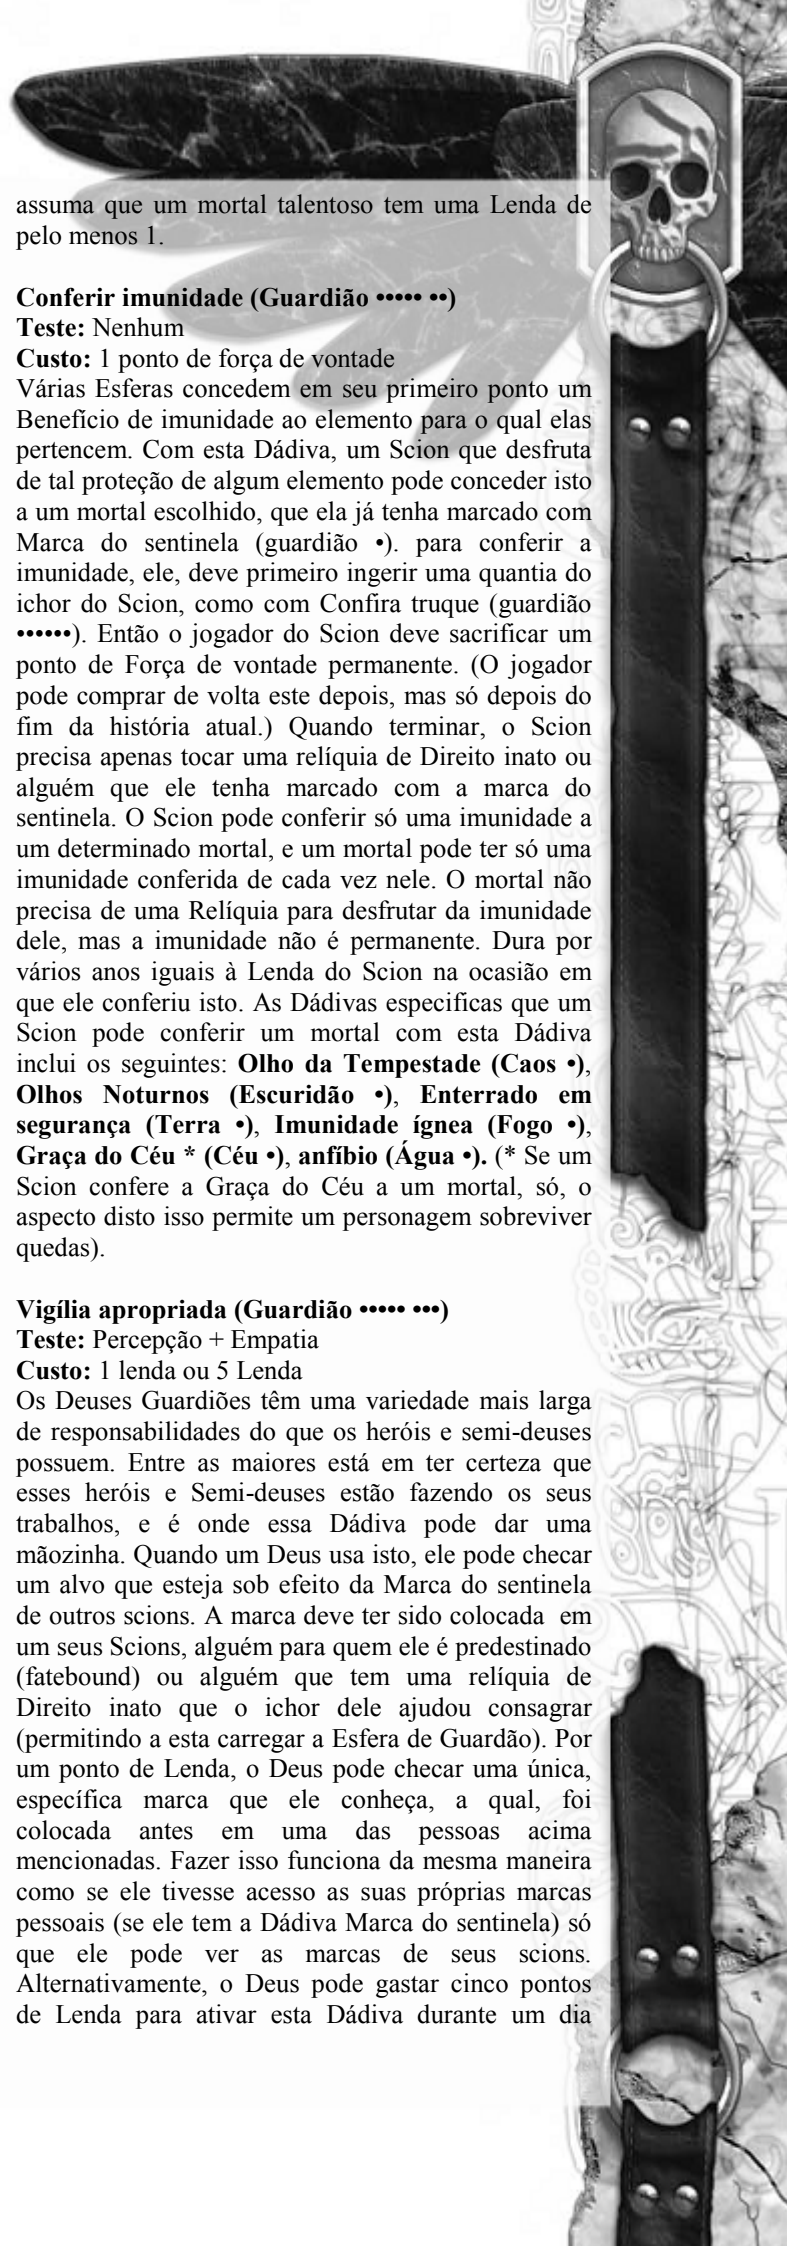 assuma que um mortal talentoso tem uma Lenda de
pelo menos 1.

Conferir imunidade (Guardião ••••• ••)
Teste: Nenhum
Custo: 1 ponto de força de vontade
Várias Esferas concedem em seu primeiro ponto um
Benefício de imunidade ao elemento para o qual elas
pertencem. Com esta Dádiva, um Scion que desfruta
de tal proteção de algum elemento pode conceder isto
a um mortal escolhido, que ela já tenha marcado com
Marca do sentinela (guardião •). para conferir a
imunidade, ele, deve primeiro ingerir uma quantia do
ichor do Scion, como com Confira truque (guardião
••••••). Então o jogador do Scion deve sacrificar um
ponto de Força de vontade permanente. (O jogador
pode comprar de volta este depois, mas só depois do
fim da história atual.) Quando terminar, o Scion
precisa apenas tocar uma relíquia de Direito inato ou
alguém que ele tenha marcado com a marca do
sentinela. O Scion pode conferir só uma imunidade a
um determinado mortal, e um mortal pode ter só uma
imunidade conferida de cada vez nele. O mortal não
precisa de uma Relíquia para desfrutar da imunidade
dele, mas a imunidade não é permanente. Dura por
vários anos iguais à Lenda do Scion na ocasião em
que ele conferiu isto. As Dádivas especificas que um
Scion pode conferir um mortal com esta Dádiva
inclui os seguintes: Olho da Tempestade (Caos •),
Olhos Noturnos (Escuridão •), Enterrado em
segurança (Terra •), Imunidade ígnea (Fogo •),
Graça do Céu * (Céu •), anfíbio (Água •). (* Se um
Scion confere a Graça do Céu a um mortal, só, o
aspecto disto isso permite um personagem sobreviver
quedas).

Vigília apropriada (Guardião ••••• •••)
Teste: Percepção + Empatia
Custo: 1 lenda ou 5 Lenda
Os Deuses Guardiões têm uma variedade mais larga
de responsabilidades do que os heróis e semi-deuses
possuem. Entre as maiores está em ter certeza que
esses heróis e Semi-deuses estão fazendo os seus
trabalhos, e é onde essa Dádiva pode dar uma
mãozinha. Quando um Deus usa isto, ele pode checar
um alvo que esteja sob efeito da Marca do sentinela
de outros scions. A marca deve ter sido colocada em
um seus Scions, alguém para quem ele é predestinado
(fatebound) ou alguém que tem uma relíquia de
Direito inato que o ichor dele ajudou consagrar
(permitindo a esta carregar a Esfera de Guardão). Por
um ponto de Lenda, o Deus pode checar uma única,
específica marca que ele conheça, a qual, foi
colocada antes em uma das pessoas acima
mencionadas. Fazer isso funciona da mesma maneira
como se ele tivesse acesso as suas próprias marcas
pessoais (se ele tem a Dádiva Marca do sentinela) só
que ele pode ver as marcas de seus scions.
Alternativamente, o Deus pode gastar cinco pontos
de Lenda para ativar esta Dádiva durante um dia